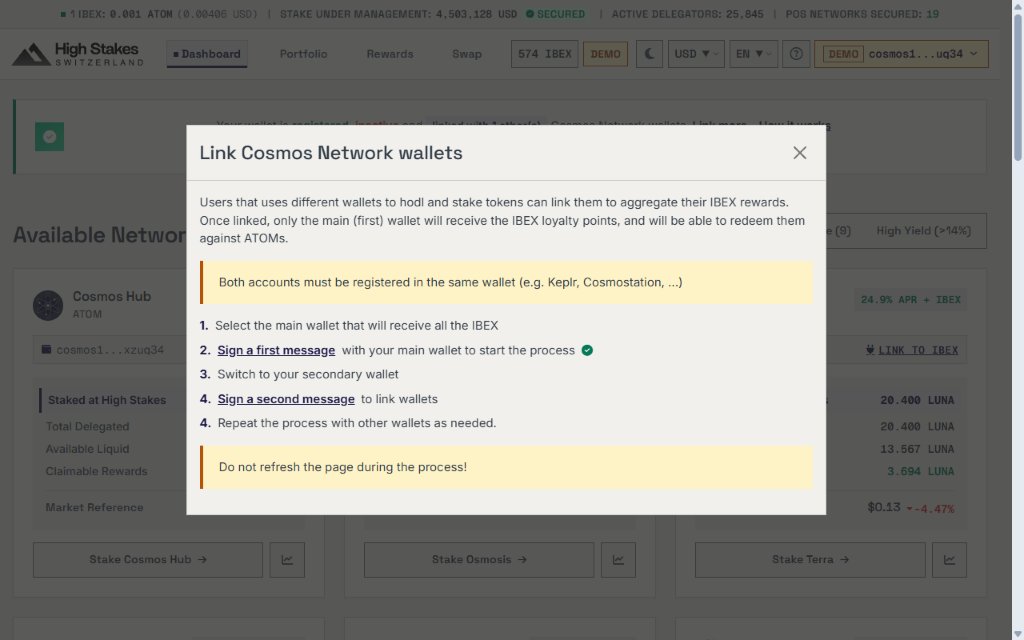 1 IBEX: 0.001 ATOM (0.00406 USD) | STAKE UNDER MANAGEMENT: 4,503,128 USD SECURED | ACTIVE DELEGATORS: 25,845 | POS NETWORKS SECURED: 19
High Stakes
SWITZERLAND
Dashboard
Portfolio
Rewards
Swap
574 IBEX
DEMO
USD ▼
EN ▼
DEMO cosmos1...uq34
Link Cosmos Network wallets
Users that uses different wallets to hodl and stake tokens can link them to aggregate their IBEX rewards.
Once linked, only the main (first) wallet will receive the IBEX loyalty points, and will be able to redeem them
against ATOMs.
Both accounts must be registered in the same wallet (e.g. Keplr, Cosmostation, ...)
1. Select the main wallet that will receive all the IBEX
2. Sign a first message with your main wallet to start the process
3. Switch to your secondary wallet
4. Sign a second message to link wallets
4. Repeat the process with other wallets as needed.
Do not refresh the page during the process!
Available Networ
(9)
High Yield (>14%)
Cosmos Hub
ATOM
24.9% APR + IBEX
cosmos1...xzuq34
LINK TO IBEX
Staked at High Stakes
20.400 LUNA
Total Delegated
20.400 LUNA
Available Liquid
13.567 LUNA
Claimable Rewards
3.694 LUNA
Market Reference
$0.13 -4.47%
Stake Cosmos Hub →
Stake Osmosis →
Stake Terra →